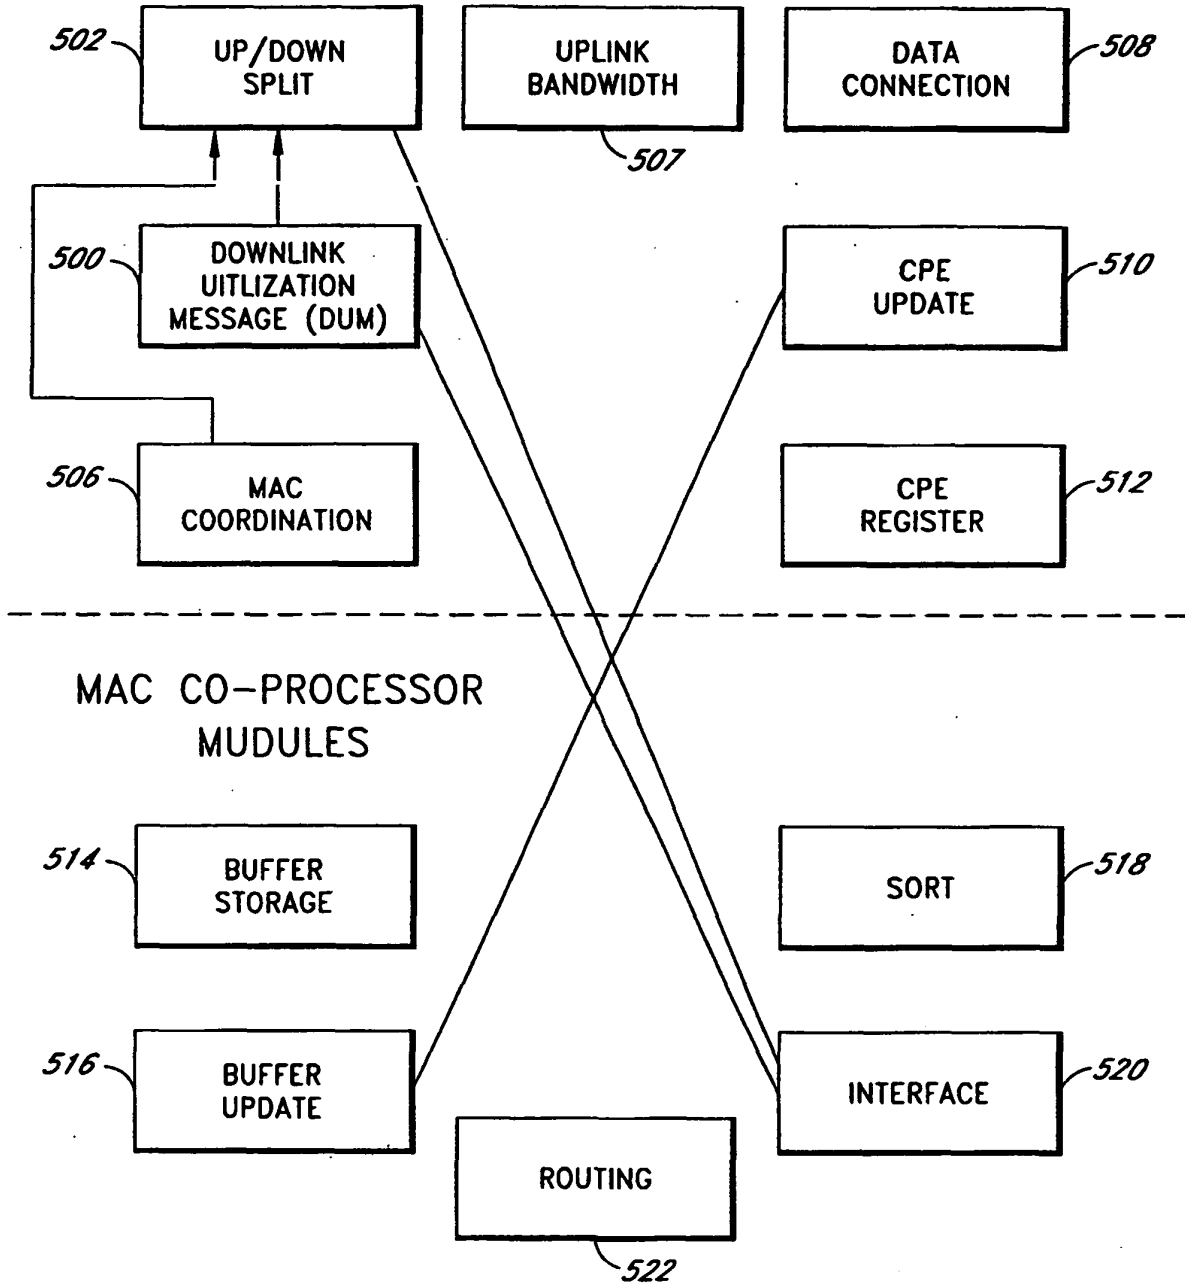 502
UP/DOWN
SPLIT
UPLINK
BANDWIDTH
507
DATA
CONNECTION
508
500
DOWNLINK
UITLIZATION
MESSAGE (DUM)
CPE
UPDATE
510
506
MAC
COORDINATION
CPE
REGISTER
512
MAC CO-PROCESSOR
MUDULES
514
BUFFER
STORAGE
SORT
518
516
BUFFER
UPDATE
INTERFACE
520
ROUTING
522